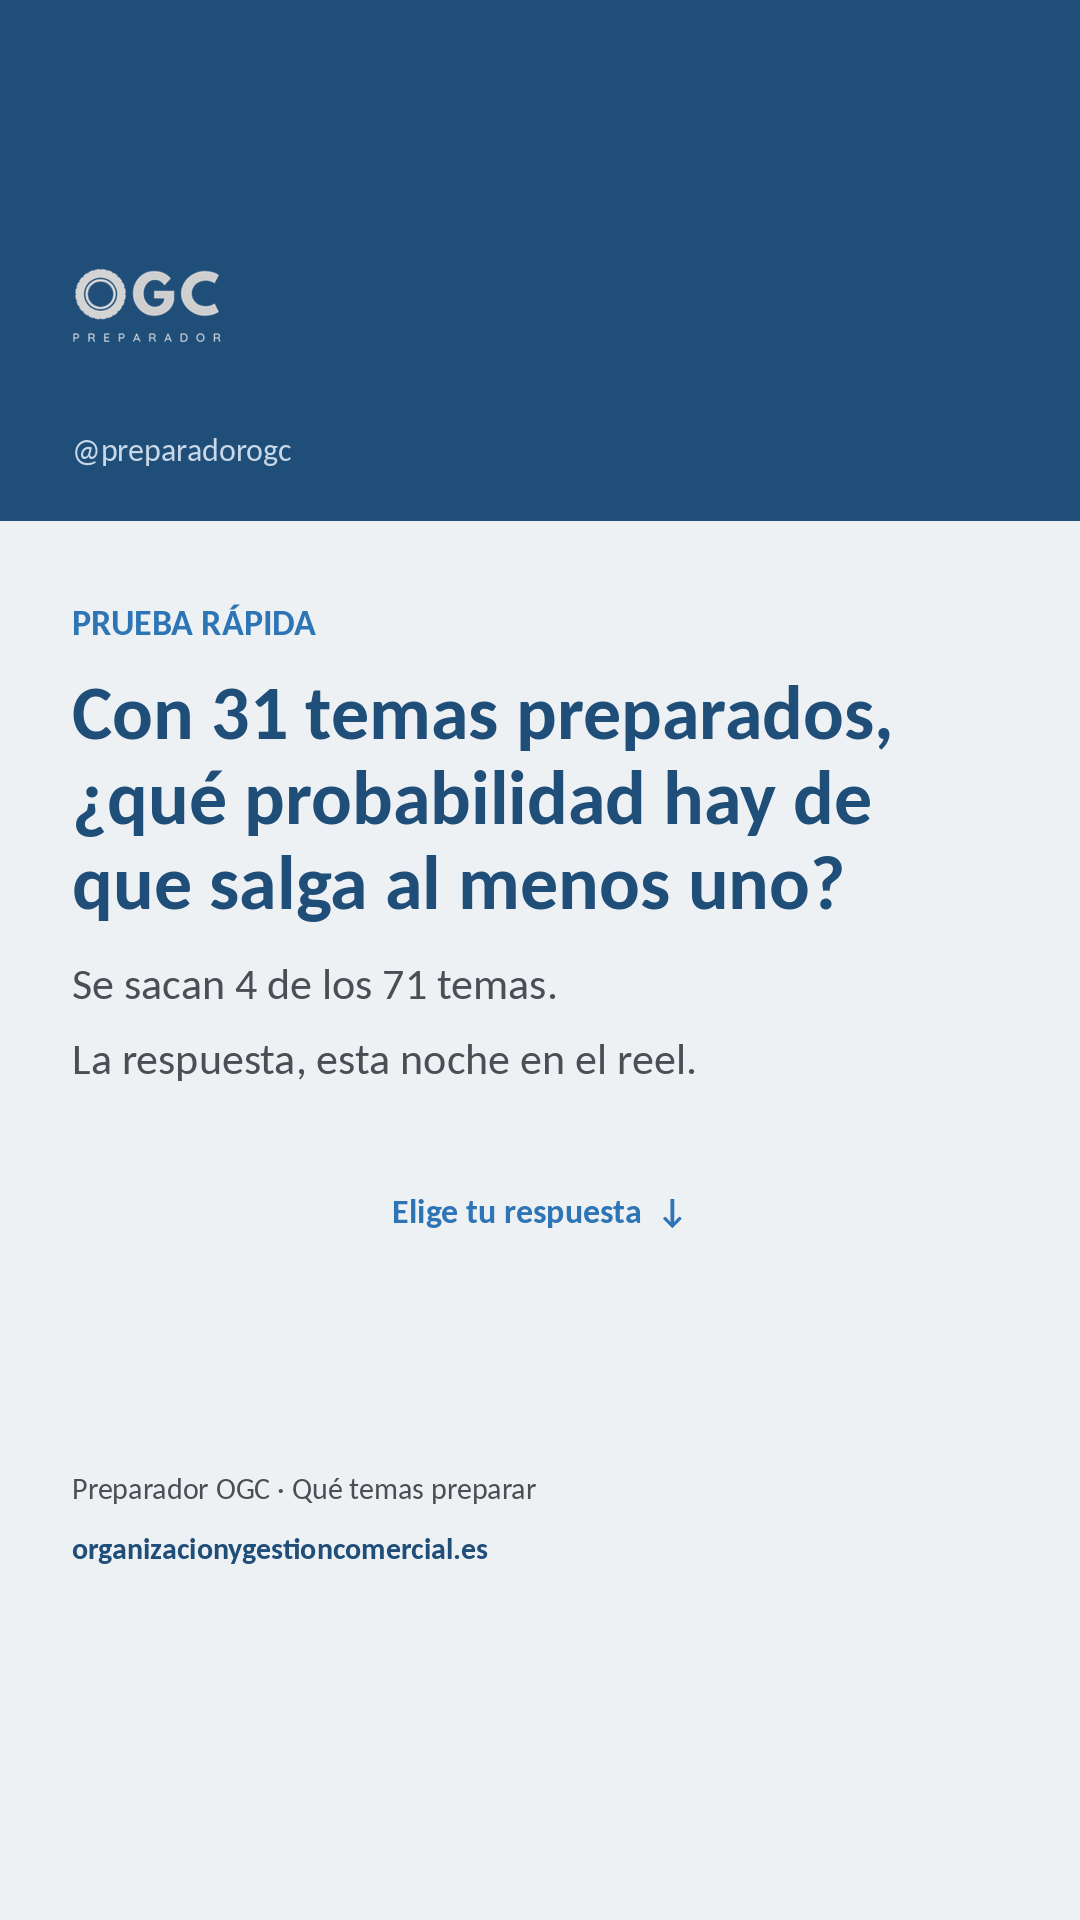 OGC
PREPARADOR
@preparadorogc
PRUEBA RÁPIDA
Con 31 temas preparados,
¿qué probabilidad hay de
que salga al menos uno?
Se sacan 4 de los 71 temas.
La respuesta, esta noche en el reel.
Elige tu respuesta ↓
Preparador OGC · Qué temas preparar
organizacionygestioncomercial.es